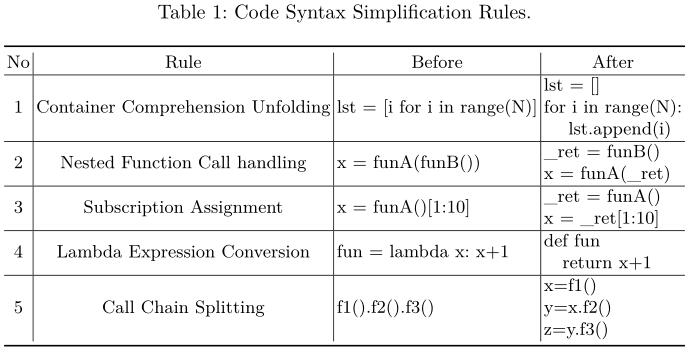 Table 1: Code Syntax Simplification Rules.
No Rule Before After
1 Container Comprehension Unfolding lst = [i for i in range(N)] lst = []
for i in range(N):
lst.append(i)
2 Nested Function Call handling x = funA(funB()) _ret = funB()
x = funA(_ret)
3 Subscription Assignment x = funA()[1:10] _ret = funA()
x = _ret[1:10]
4 Lambda Expression Conversion fun = lambda x: x+1 def fun
return x+1
5 Call Chain Splitting f1().f2().f3() x=f1()
y=x.f2()
z=y.f3()